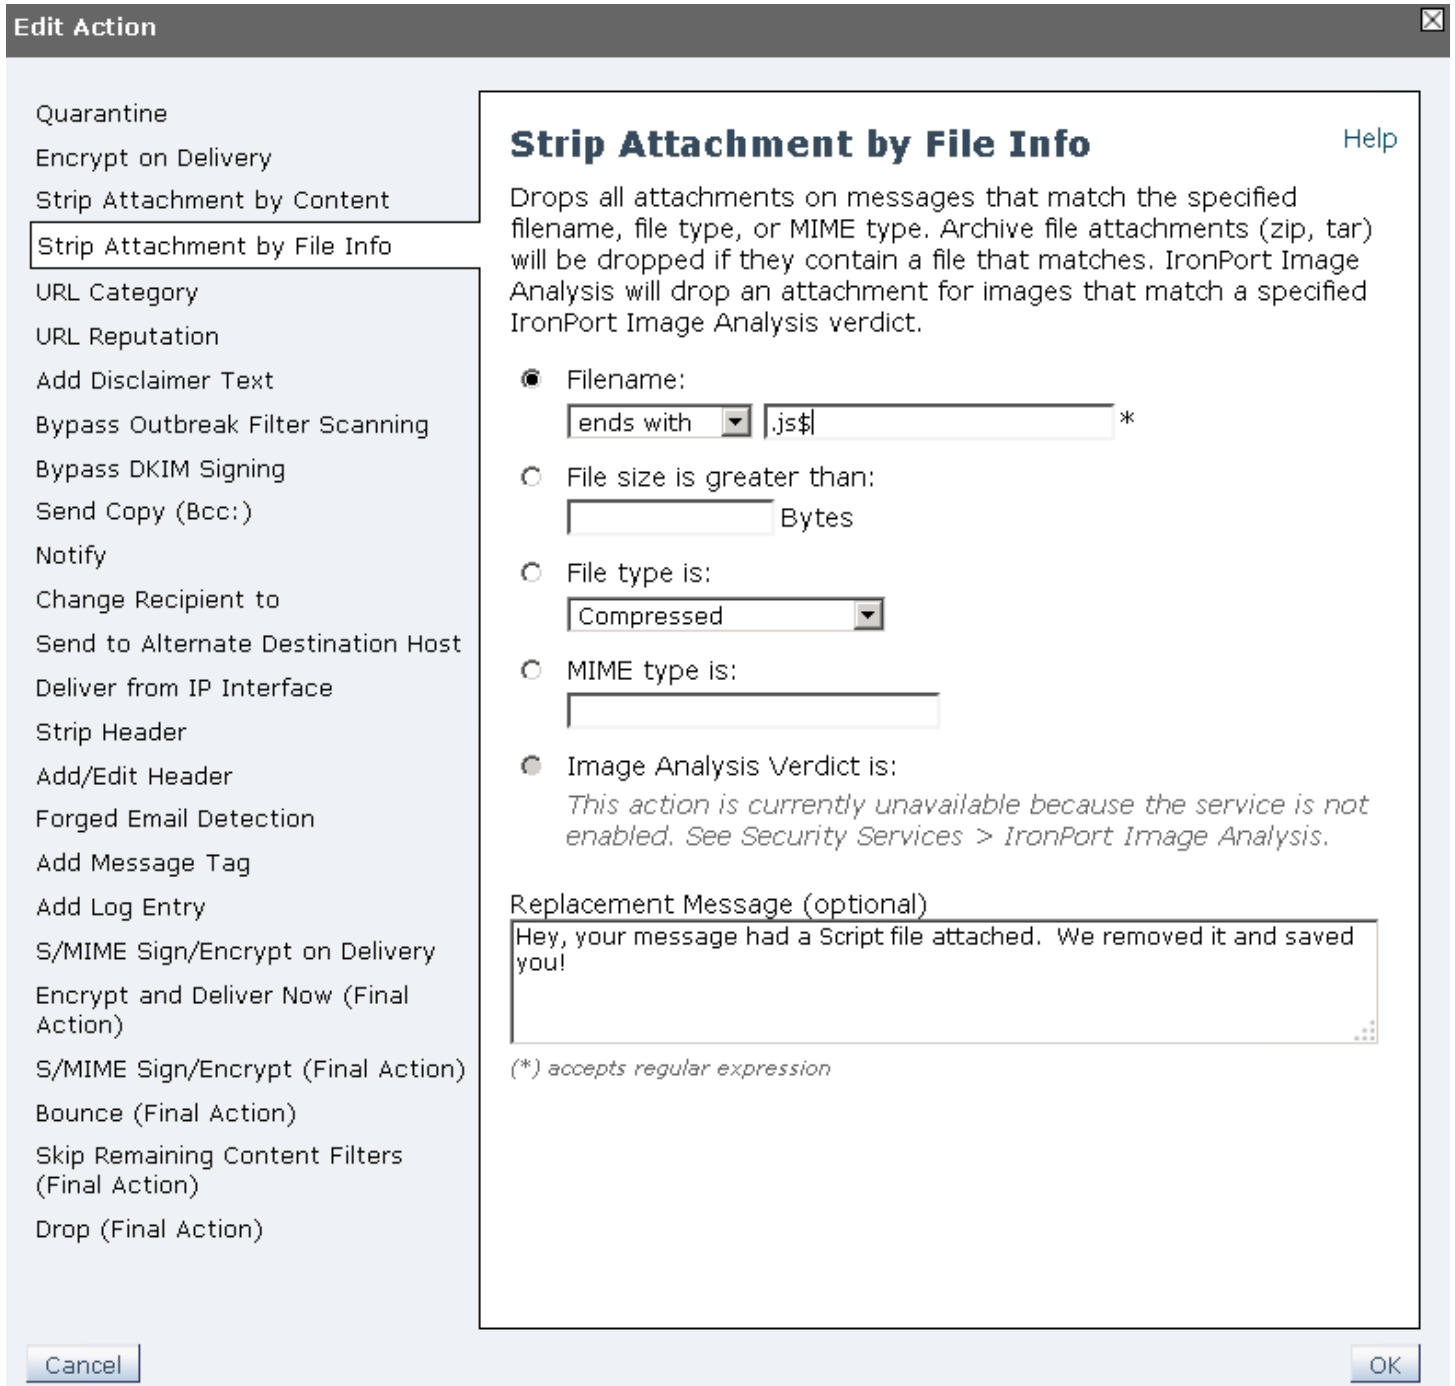 Edit Action
Quarantine
Encrypt on Delivery
Strip Attachment by Content
Strip Attachment by File Info
URL Category
URL Reputation
Add Disclaimer Text
Bypass Outbreak Filter Scanning
Bypass DKIM Signing
Send Copy (Bcc:)
Notify
Change Recipient to
Send to Alternate Destination Host
Deliver from IP Interface
Strip Header
Add/Edit Header
Forged Email Detection
Add Message Tag
Add Log Entry
S/MIME Sign/Encrypt on Delivery
Encrypt and Deliver Now (Final
Action)
S/MIME Sign/Encrypt (Final Action)
Bounce (Final Action)
Skip Remaining Content Filters
(Final Action)
Drop (Final Action)
Strip Attachment by File Info
Help
Drops all attachments on messages that match the specified
filename, file type, or MIME type. Archive file attachments (zip, tar)
will be dropped if they contain a file that matches. IronPort Image
Analysis will drop an attachment for images that match a specified
IronPort Image Analysis verdict.
Filename:
ends with .js$ *
File size is greater than:
Bytes
File type is:
Compressed
MIME type is:
Image Analysis Verdict is:
This action is currently unavailable because the service is not
enabled. See Security Services > IronPort Image Analysis.
Replacement Message (optional)
Hey, your message had a Script file attached.  We removed it and saved
you!
(*) accepts regular expression
Cancel
OK